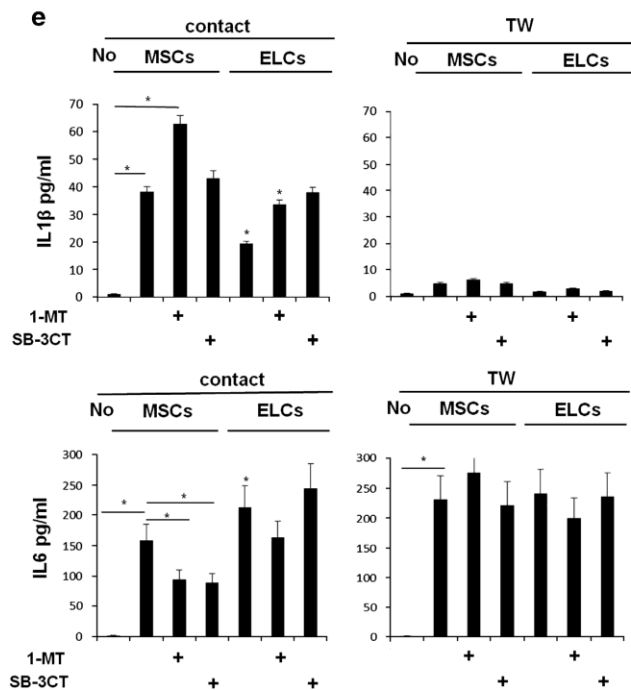 e
contact
TW
No MSCs ELCs
No MSCs ELCs
IL1β pg/ml
70
60
50
40
30
20
10
0
* * * *
70
60
50
40
30
20
10
0
1-MT + +
+ +
SB-3CT + +
+ +
contact
TW
No MSCs ELCs
No MSCs ELCs
IL6 pg/ml
300
250
200
150
100
50
0
* * * *
*
300
250
200
150
100
50
0
*
1-MT + +
+ +
SB-3CT + +
+ +